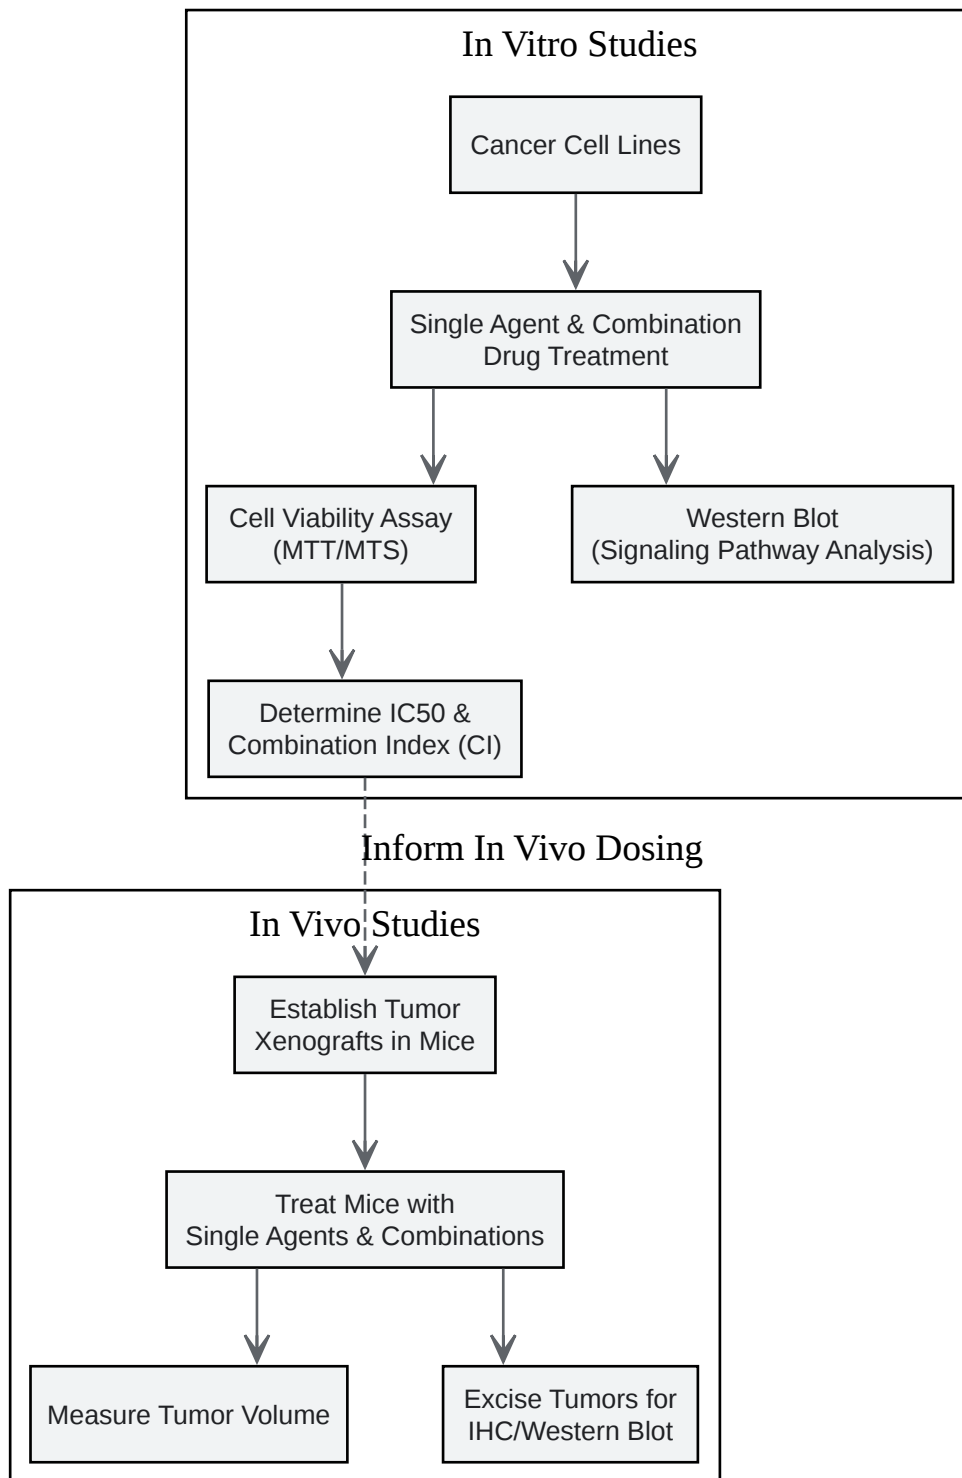 In Vitro Studies
Cancer Cell Lines
Single Agent & Combination
Drug Treatment
Cell Viability Assay
(MTT/MTS)
Western Blot
(Signaling Pathway Analysis)
Determine IC50 &
Combination Index (CI)
Inform In Vivo Dosing
In Vivo Studies
Establish Tumor
Xenografts in Mice
Treat Mice with
Single Agents & Combinations
Measure Tumor Volume
Excise Tumors for
IHC/Western Blot